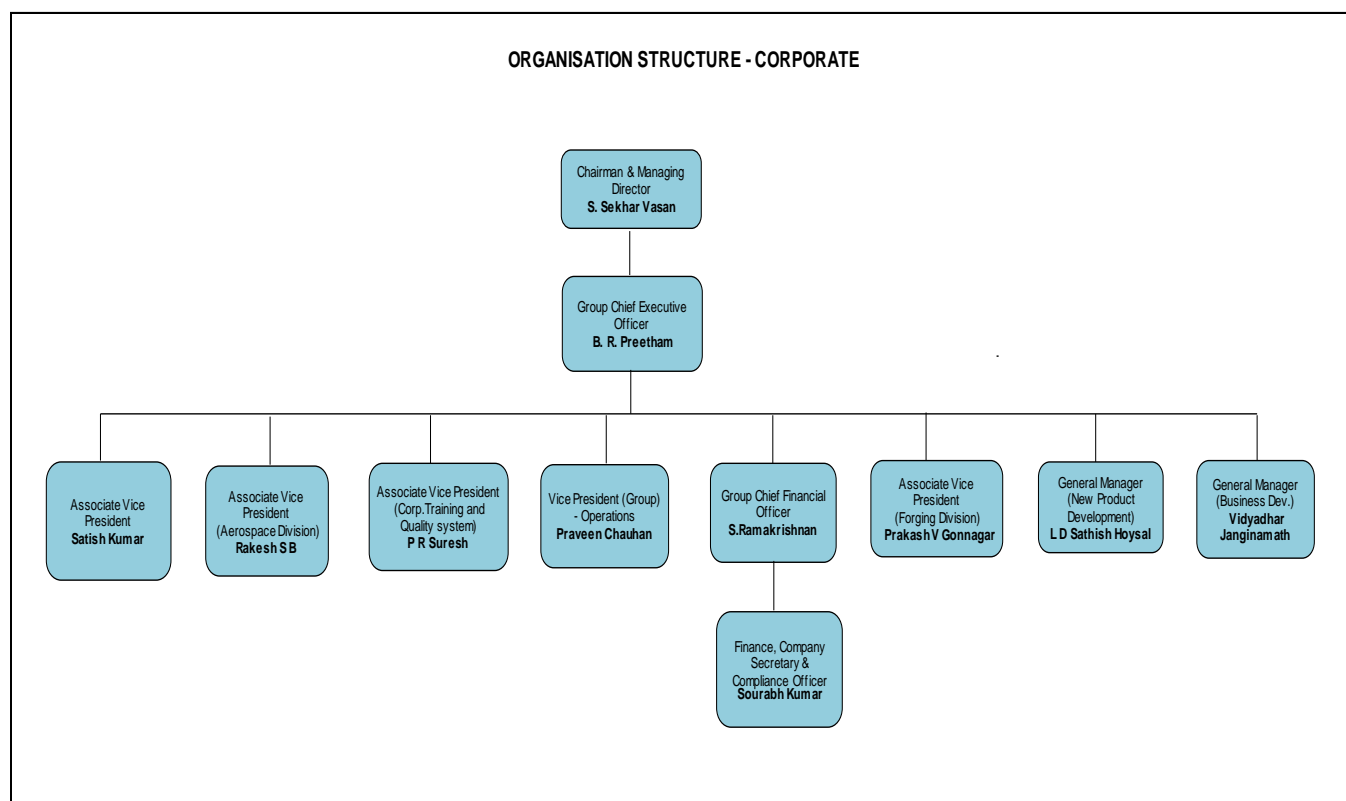 ORGANISATION STRUCTURE - CORPORATE
Chairman & Managing
Director
S. Sekhar Vasan
Group Chief Executive
Officer
B. R. Preetham
Associate Vice
President
Satish Kumar
Associate Vice
President
(Aerospace Division)
Rakesh S B
Associate Vice President
(Corp.Training and
Quality system)
P R Suresh
Vice President (Group)
- Operations
Praveen Chauhan
Group Chief Financial
Officer
S.Ramakrishnan
Associate Vice
President
(Forging Division)
Prakash V Gonnagar
General Manager
(New Product
Development)
L D Sathish Hoysal
General Manager
(Business Dev.)
Vidyadhar
Janginamath
Finance, Company
Secretary &
Compliance Officer
Sourabh Kumar